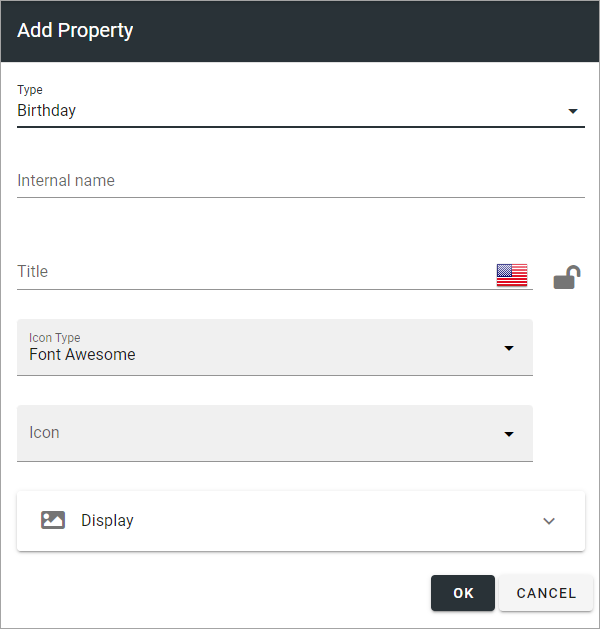 Add Property
Type
Birthday
Internal name
Title
Icon Type
Font Awesome
Icon
Display
OK
CANCEL